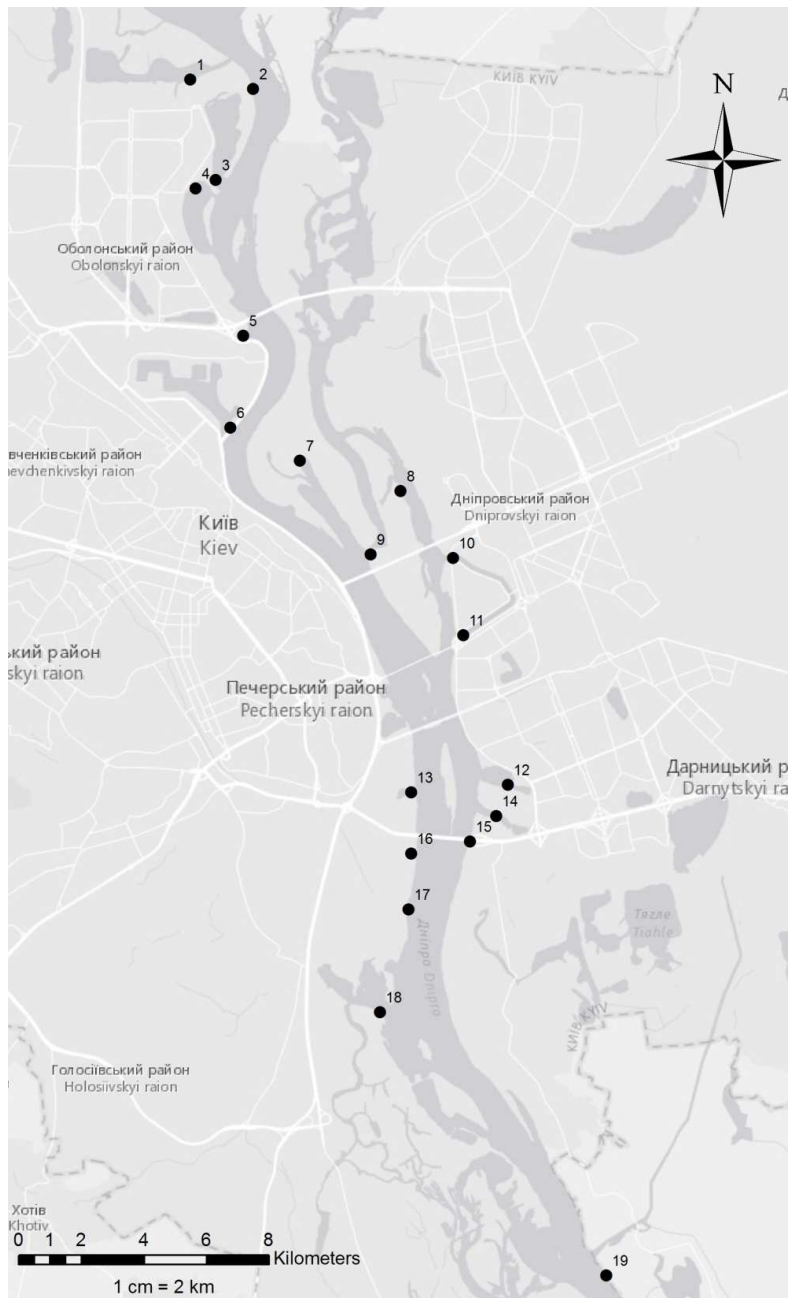 1
2
КИЇВ KYIV
N
Д
4
3
Оболонський район
Obolonskyi raion
5
6
вченківський район
evchenkivskyi raion
7
8
Дніпровський район
Dniprovskyi raion
Київ
Kiev
9
10
11
ький район
skyi raion
Печерський район
Pecherskyi raion
13
12
Дарницький р
Darnytskyi ra
14
15
16
17
Дніпро Dnipro
Тягле
Tiahle
18
КИЇВ KYIV
Голосіївський район
Holosiivskyi raion
Хотів
Khotiv
0 1 2 4 6 8
Kilometers
1 cm = 2 km
19